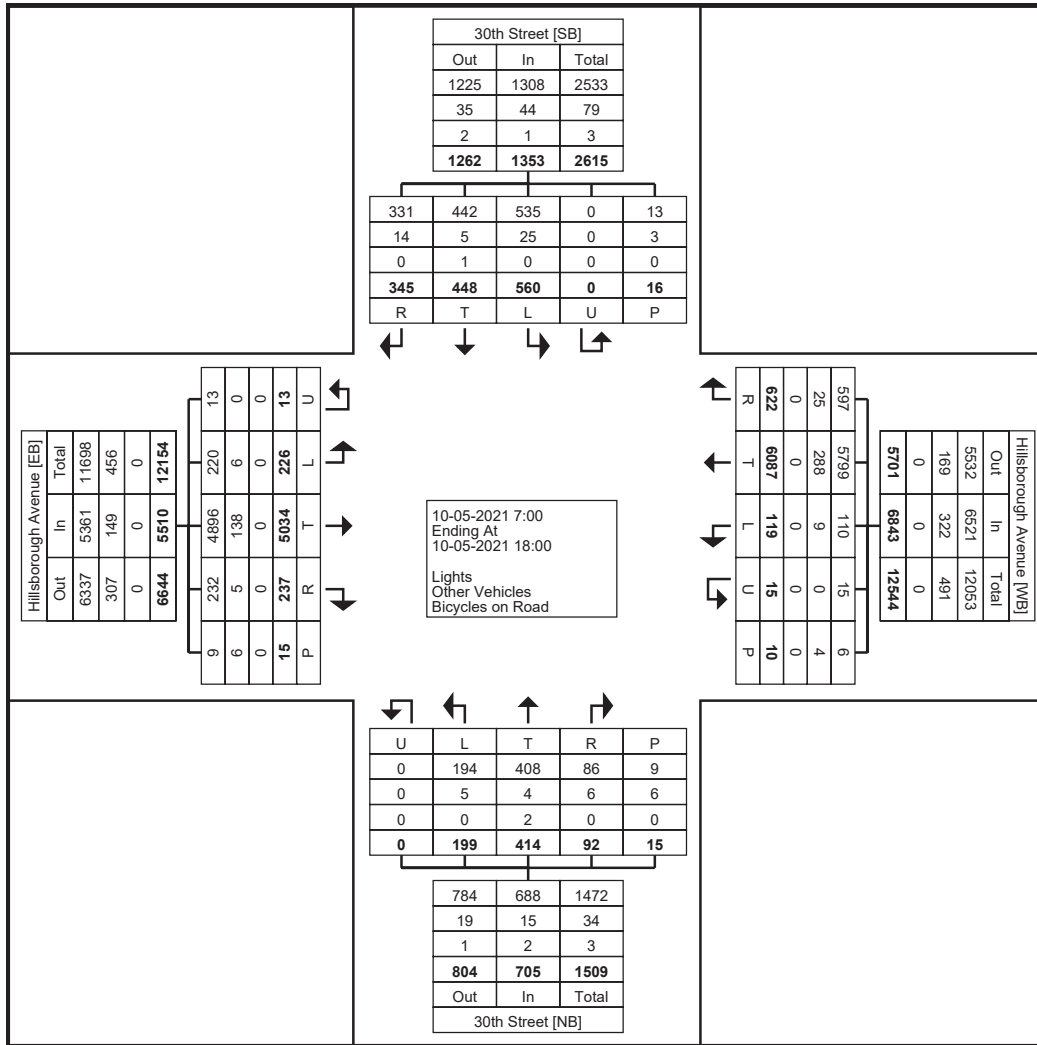 30th Street [SB]
Out In Total
1225 1308 2533
35 44 79
2 1 3
1262 1353 2615
331 442 535 0 13
14 5 25 0 3
0 1 0 0 0
345 448 560 0 16
R T L U P
Hillsborough Avenue [EB]
Total In Out
11698 5361 6337
456 149 307
0 0 0
12154 5510 6644
13 220 4896 232 9
0 6 138 5 6
0 0 0 0 0
13 226 5034 237 15
U L T R P
10-05-2021 7:00
Ending At
10-05-2021 18:00
Lights
Other Vehicles
Bicycles on Road
Hillsborough Avenue [WB]
Out In Total
5532 6521 12053
169 322 491
0 0 0
5701 6843 12544
597 5799 110 15 6
25 288 9 0 4
0 0 0 0 0
622 6087 119 15 10
R T L U P
U L T R P
0 194 408 86 9
0 5 4 6 6
0 0 2 0 0
0 199 414 92 15
784 688 1472
19 15 34
1 2 3
804 705 1509
Out In Total
30th Street [NB]